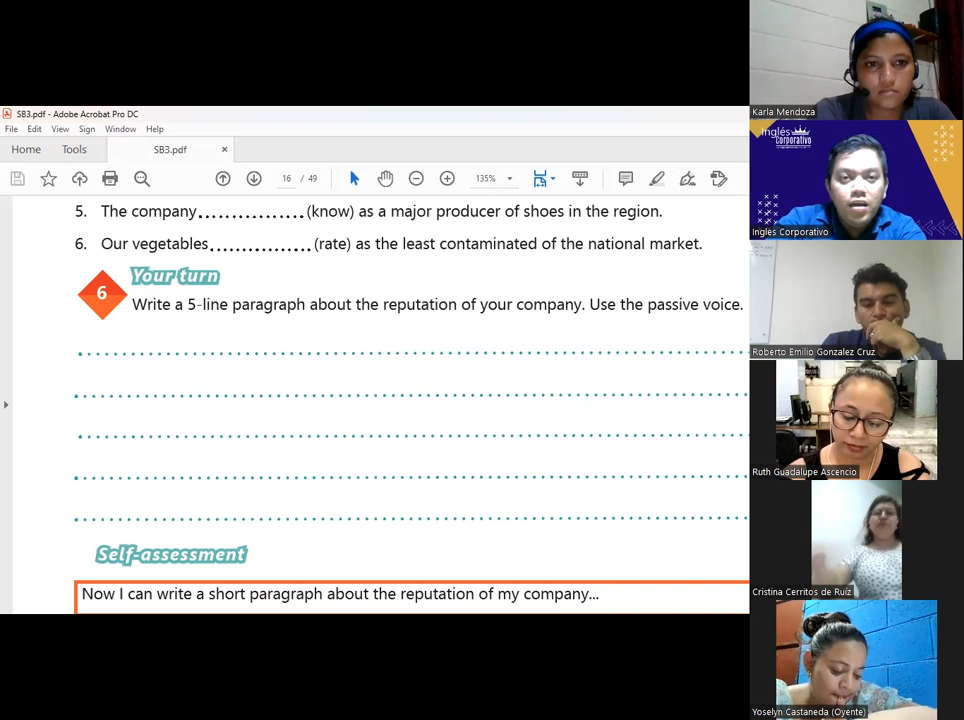 SB3.pdf - Adobe Acrobat Pro DC
File Edit View Sign Window Help
Home Tools SB3.pdf ×
16 / 49 135%
5. The company................(know) as a major producer of shoes in the region.
6. Our vegetables................(rate) as the least contaminated of the national market.
Your turn
6
Write a 5-line paragraph about the reputation of your company. Use the passive voice.
Self-assessment
Now I can write a short paragraph about the reputation of my company...
Karla Mendoza
Inglés
Corporativo
Inglés Corporativo
Roberto Emilio Gonzalez Cruz
Ruth Guadalupe Ascencio
Cristina Cerritos de Ruíz
Yoselyn Castaneda (Oyente)